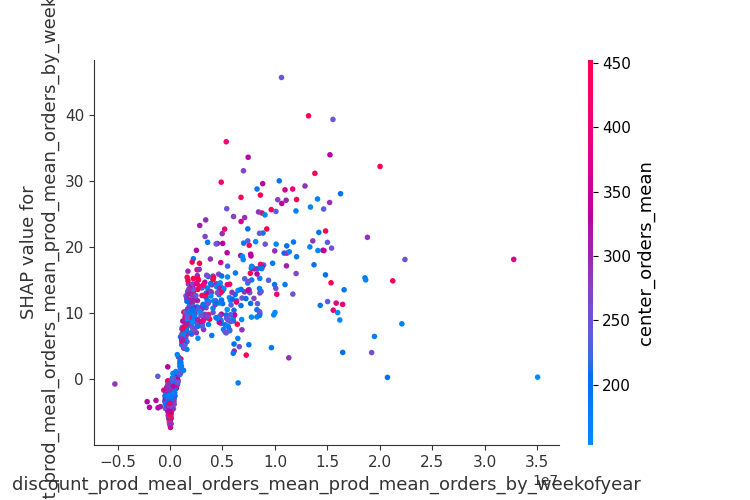 SHAP value for
t_prod_meal_orders_mean_prod_mean_orders_by_week
40
30
20
10
0
−0.5 0.0 0.5 1.0 1.5 2.0 2.5 3.0 3.5
1e7
discount_prod_meal_orders_mean_prod_mean_orders_by_weekofyear
450
400
350
300
250
200
center_orders_mean